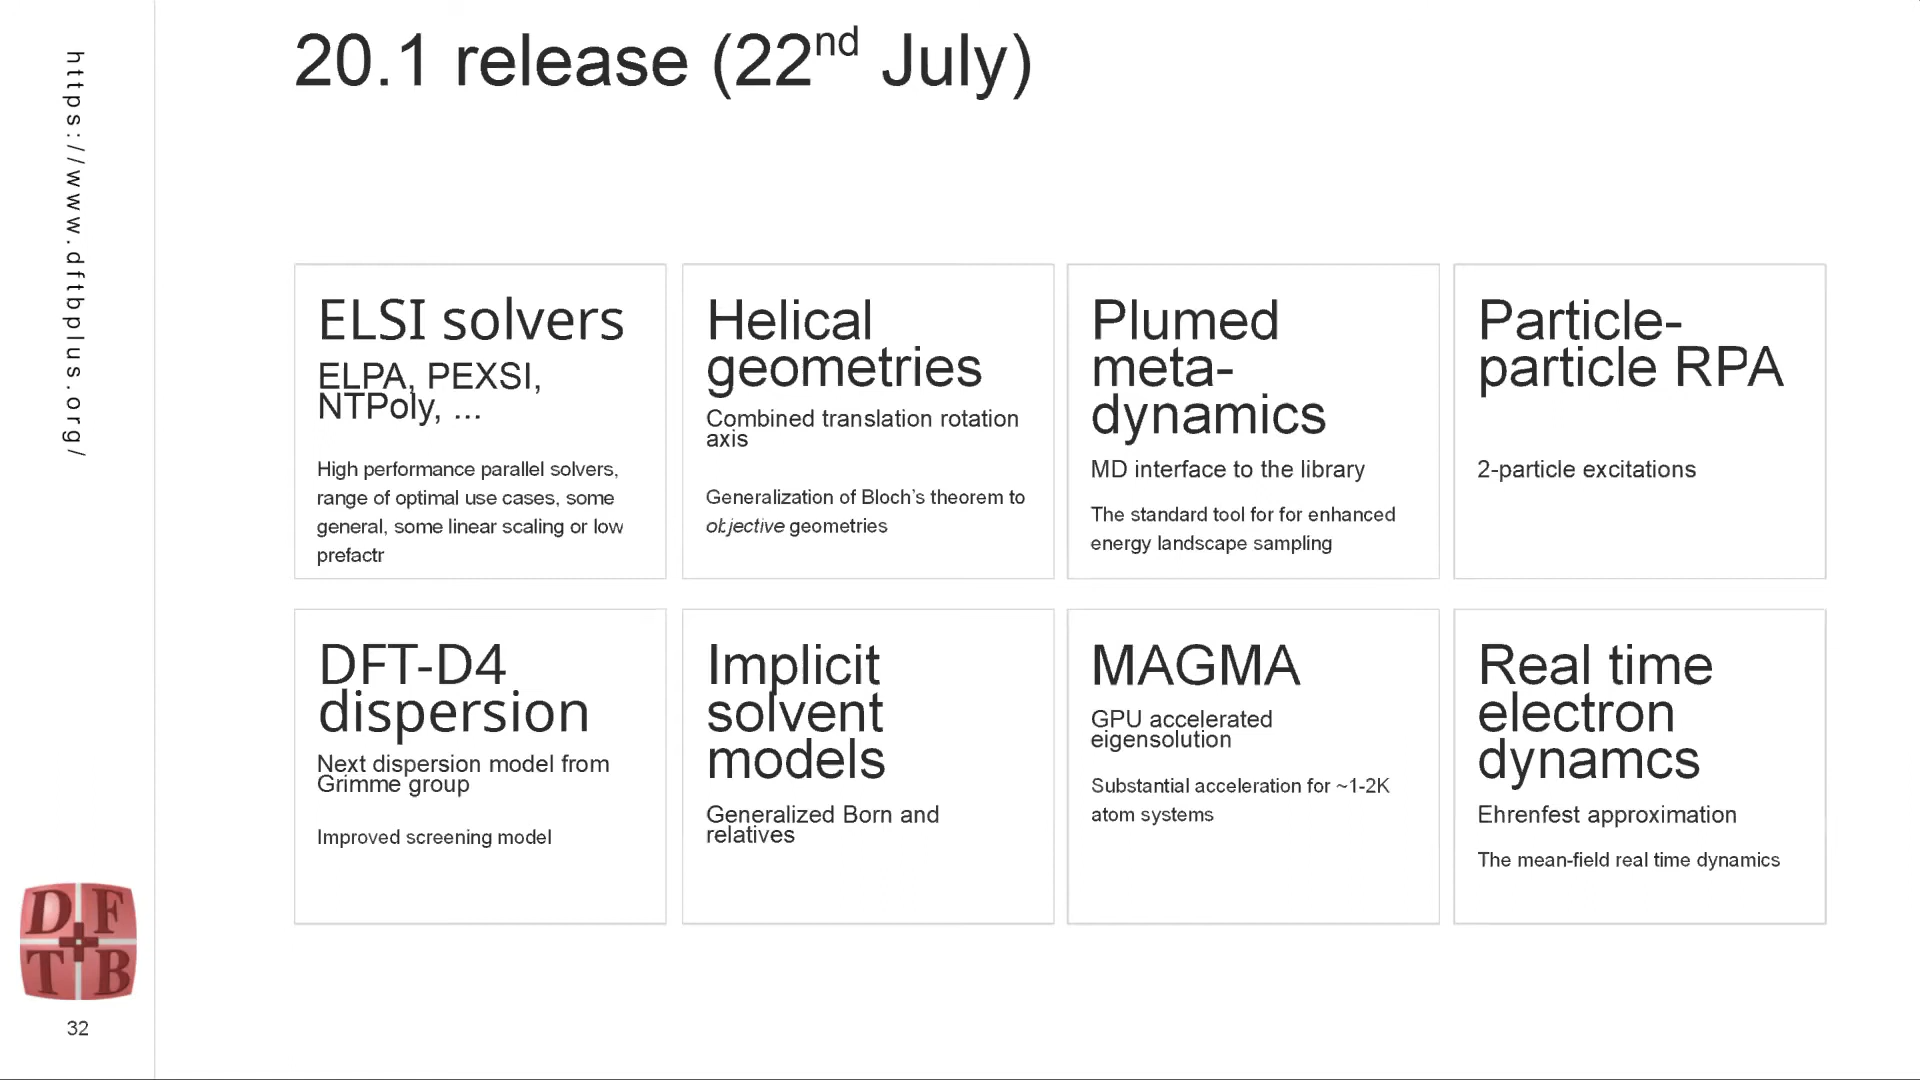 https://www.dftbplus.org/
20.1 release (22nd July)
ELSI solvers
ELPA, PEXSI,
NTPoly, ...
High performance parallel solvers,
range of optimal use cases, some
general, some linear scaling or low
prefactr
Helical
geometries
Combined translation rotation
axis
Generalization of Bloch's theorem to
objective geometries
Plumed
meta-
dynamics
MD interface to the library
The standard tool for for enhanced
energy landscape sampling
Particle-
particle RPA
2-particle excitations
DFT-D4
dispersion
Next dispersion model from
Grimme group
Improved screening model
Implicit
solvent
models
Generalized Born and
relatives
MAGMA
GPU accelerated
eigensolution
Substantial acceleration for ~1-2K
atom systems
Real time
electron
dynamcs
Ehrenfest approximation
The mean-field real time dynamics
D F
T B
32